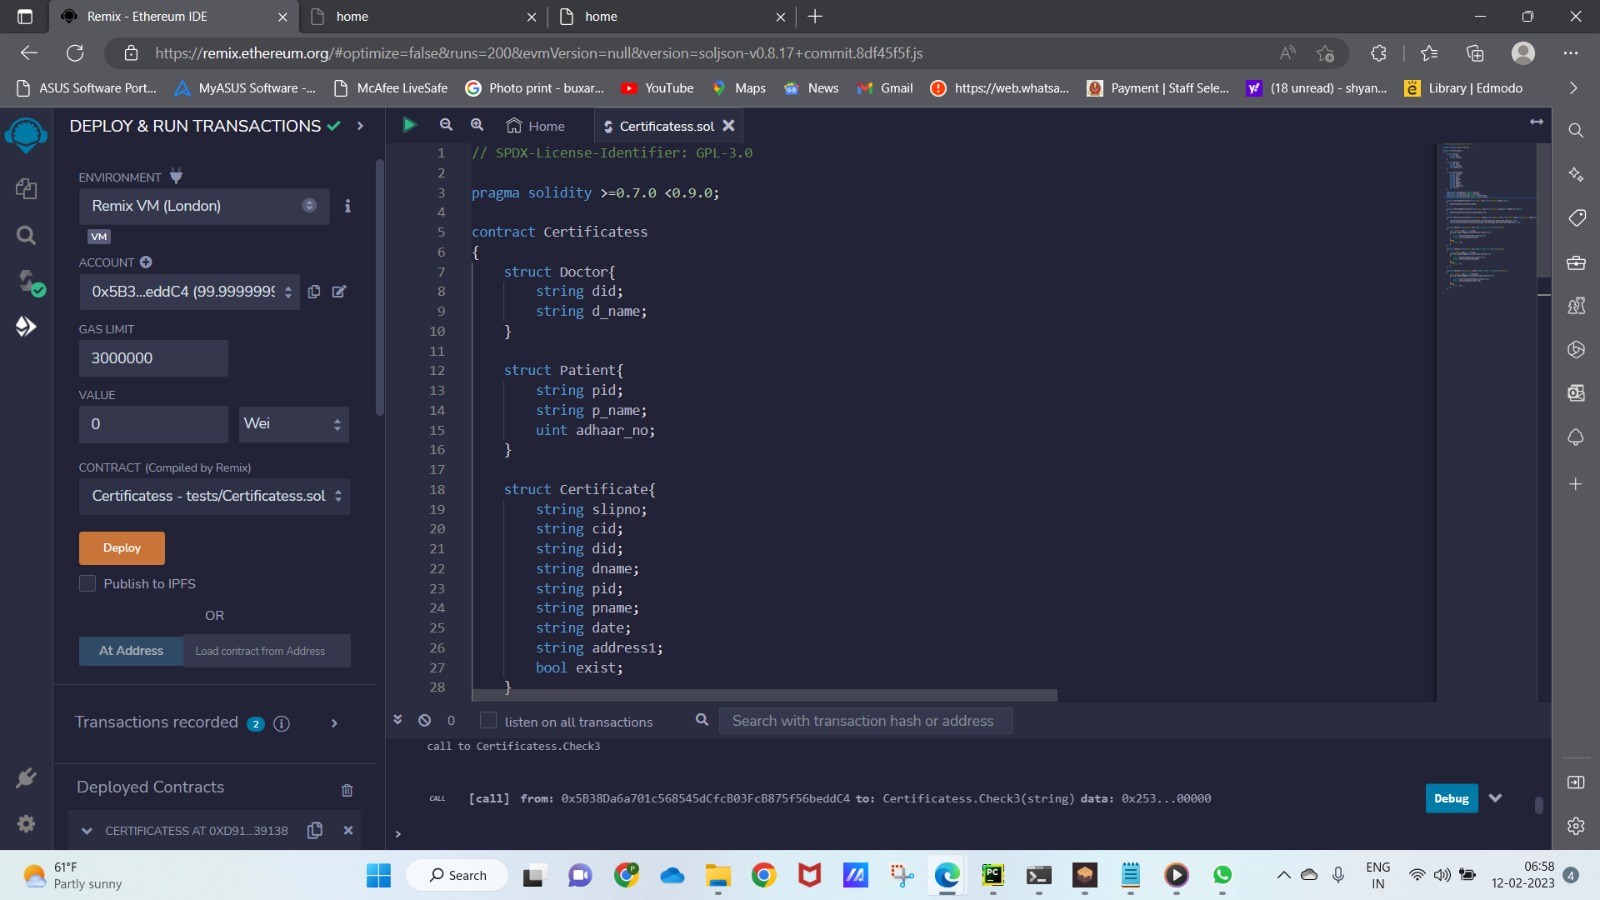 Remix - Ethereum IDE
home
home
https://remix.ethereum.org/#optimize=false&runs=200&evmVersion=null&version=soljson-v0.8.17+commit.8df45f5f.js
ASUS Software Port...
MyASUS Software -...
McAfee LiveSafe
Photo print - buxar...
YouTube
Maps
News
Gmail
https://web.whatsa...
Payment | Staff Sele...
(18 unread) - shyan...
Library | Edmodo
DEPLOY & RUN TRANSACTIONS
ENVIRONMENT
Remix VM (London)
VM
ACCOUNT
0x5B3...eddC4 (99.9999999
GAS LIMIT
3000000
VALUE
0
Wei
CONTRACT (Compiled by Remix)
Certificatess - tests/Certificatess.sol
Deploy
Publish to IPFS
OR
At Address
Load contract from Address
Transactions recorded 2
Deployed Contracts
CERTIFICATESS AT 0XD91...39138
Home
Certificatess.sol
1 // SPDX-License-Identifier: GPL-3.0
2
3 pragma solidity >=0.7.0 <0.9.0;
4
5 contract Certificatess
6 {
7 struct Doctor{
8 string did;
9 string d_name;
10 }
11
12 struct Patient{
13 string pid;
14 string p_name;
15 uint adhaar_no;
16 }
17
18 struct Certificate{
19 string slipno;
20 string cid;
21 string did;
22 string dname;
23 string pid;
24 string pname;
25 string date;
26 string address1;
27 bool exist;
28 }
0
listen on all transactions
Search with transaction hash or address
call to Certificatess.Check3
CALL [call] from: 0x5B38Da6a701c568545dCfcB03FcB875f56beddC4 to: Certificatess.Check3(string) data: 0x253...00000
Debug
>
61°F
Partly sunny
Search
ENG
IN
06:58
12-02-2023
4